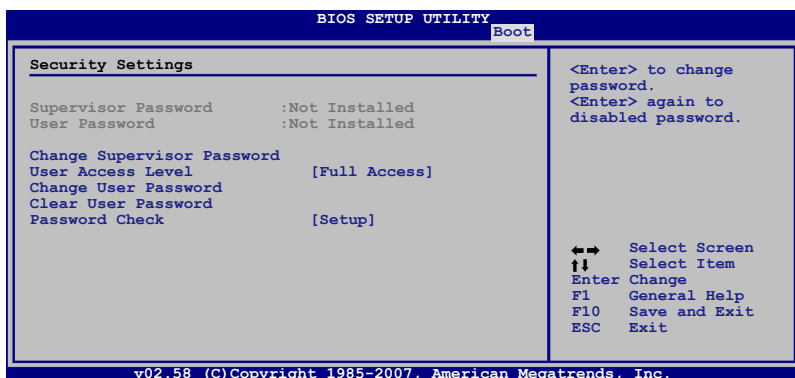 BIOS SETUP UTILITY
Boot
Security Settings
Supervisor Password :Not Installed
User Password :Not Installed
Change Supervisor Password
User Access Level [Full Access]
Change User Password
Clear User Password
Password Check [Setup]
<Enter> to change
password.
<Enter> again to
disabled password.
←→ Select Screen
↑↓ Select Item
Enter Change
F1 General Help
F10 Save and Exit
ESC Exit
v02.58 (C)Copyright 1985-2007, American Megatrends, Inc.